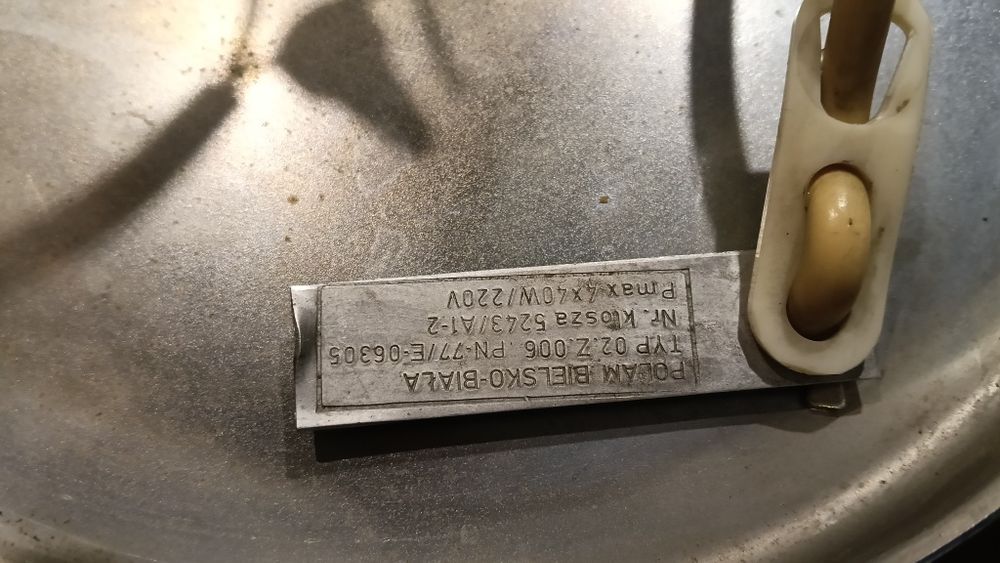 POLAM BIELSKO-BIAŁA
TYP 02.Z.006 PN-77/E-06305
Nr. klosza 5243/A1-2
Pmax 4x40W/220V